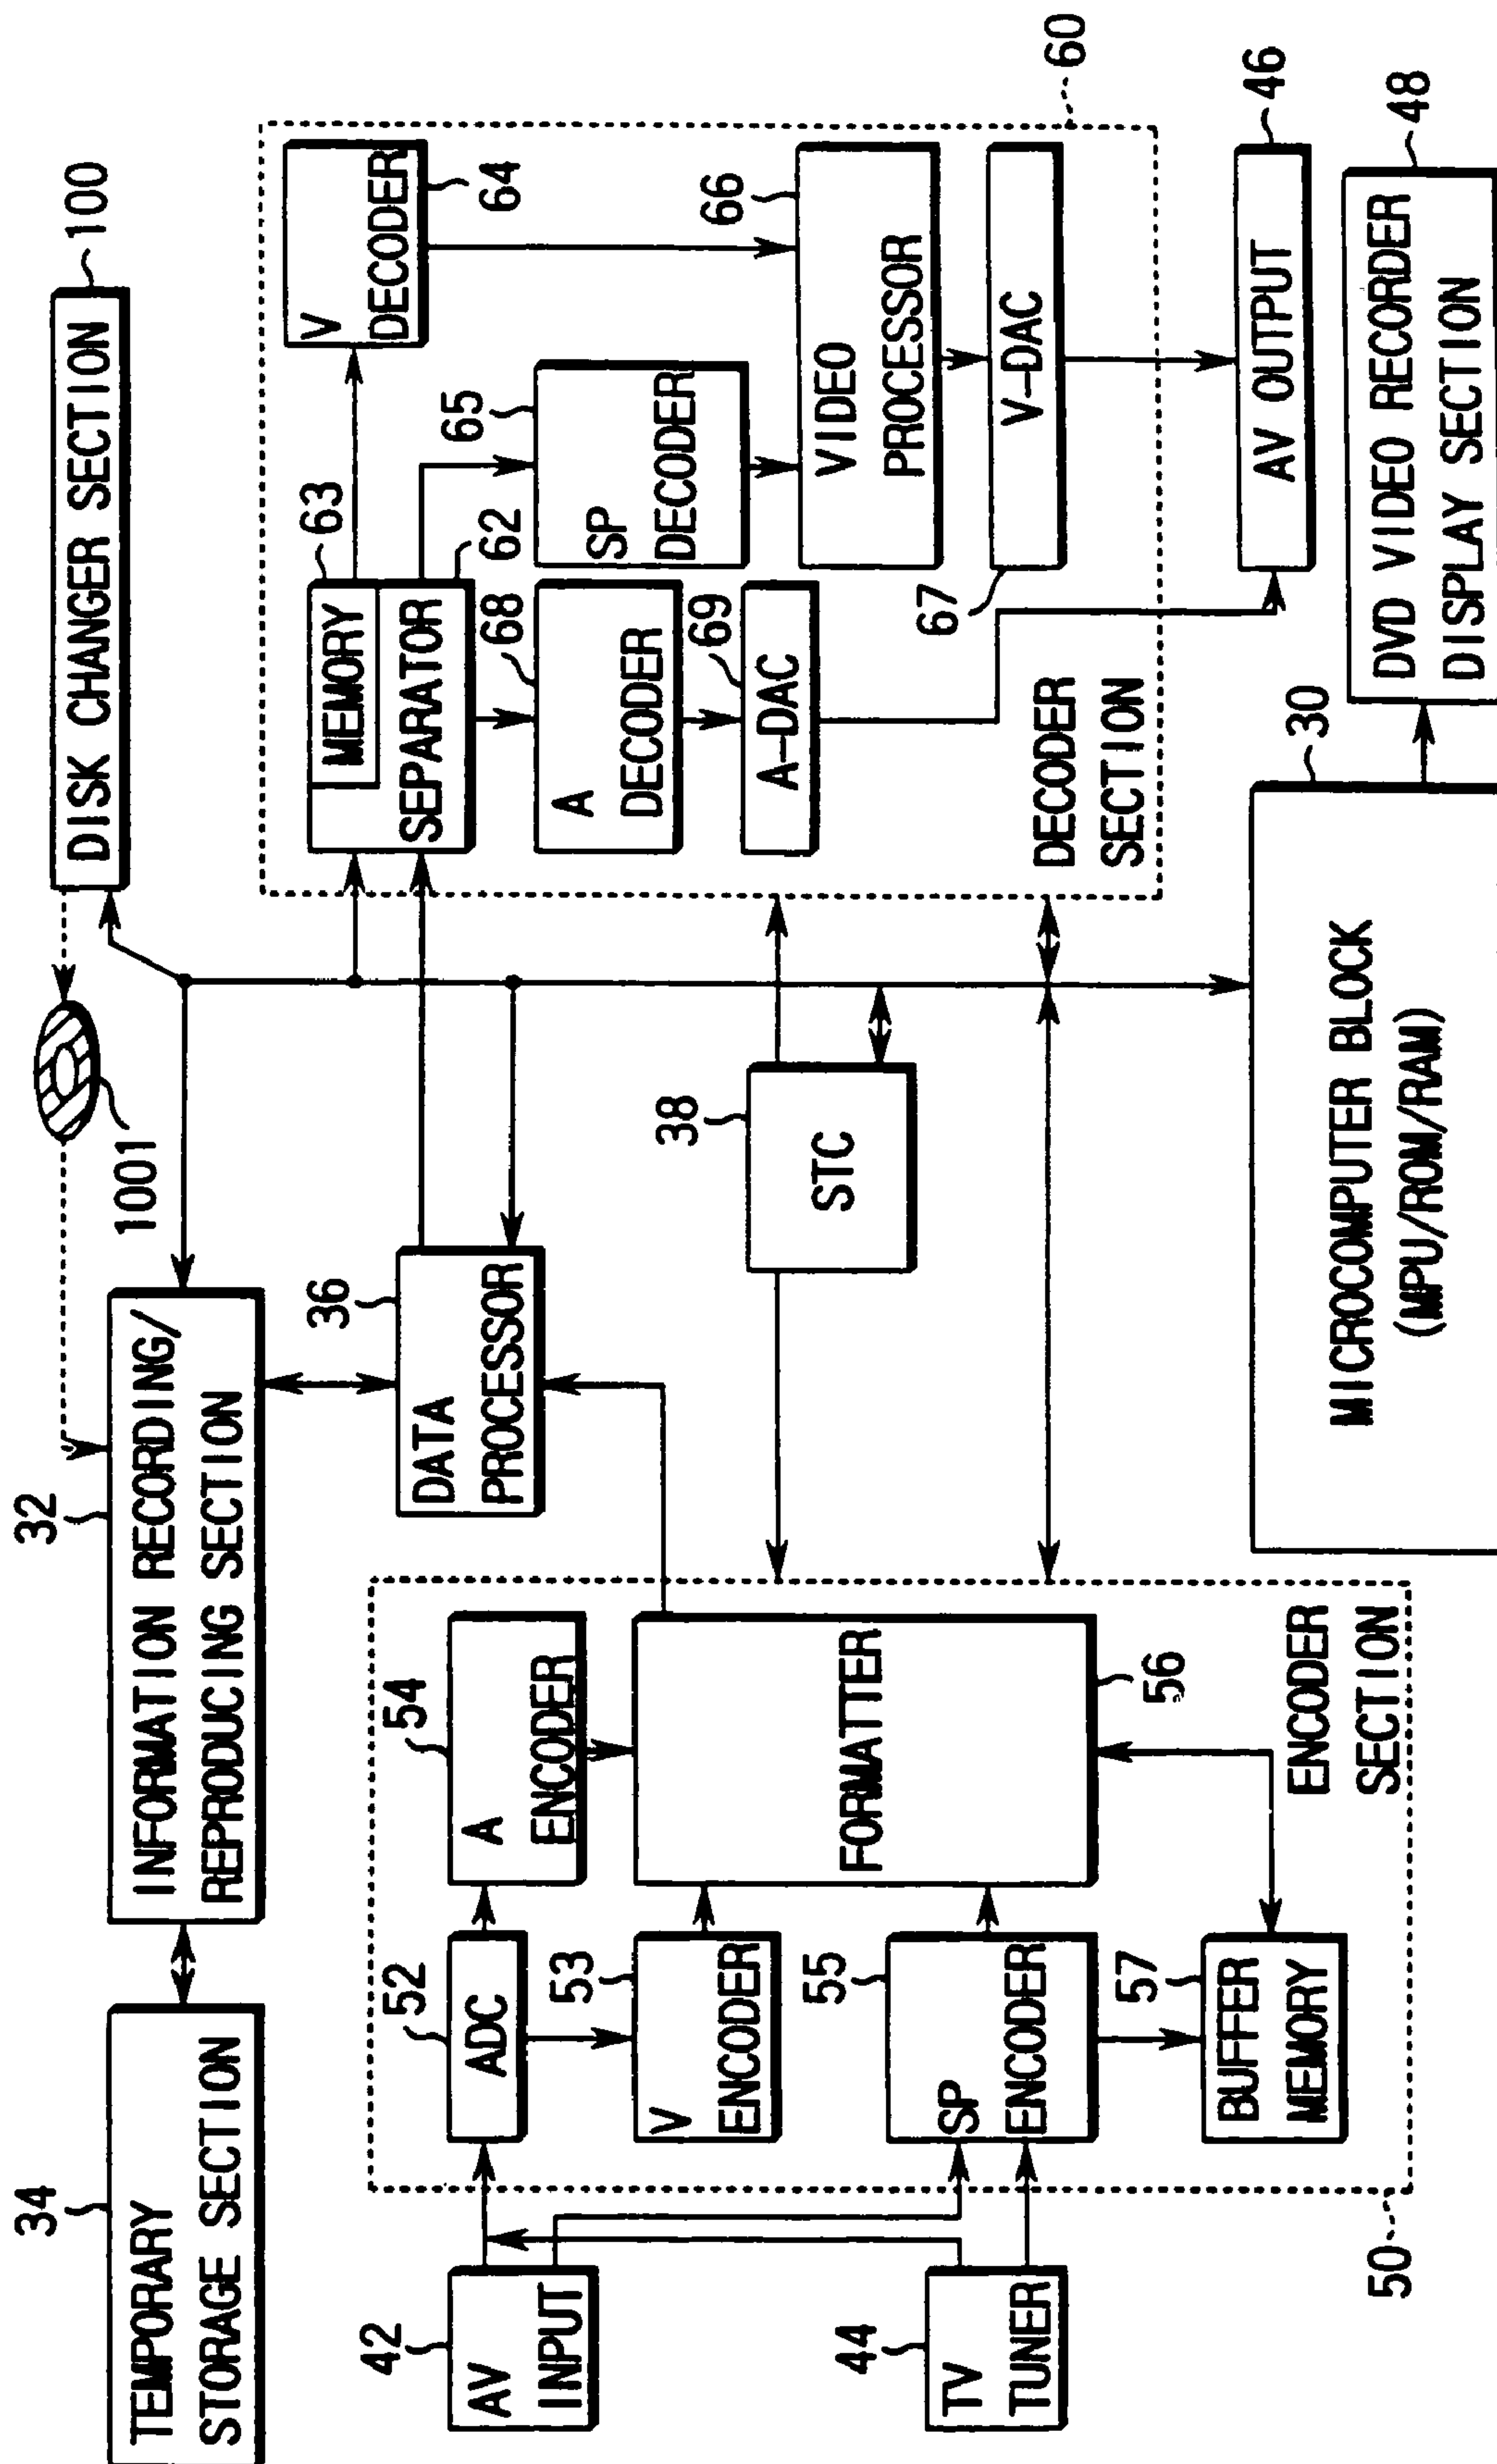 34
TEMPORARY
STORAGE SECTION
32
INFORMATION RECORDING/
REPRODUCING SECTION
1001
DISK CHANGER SECTION
100
36
DATA
PROCESSOR
38
STC
42
AV
INPUT
44
TV
TUNER
50
52
ADC
54
A
ENCODER
53
V
ENCODER
55
SP
ENCODER
57
BUFFER
MEMORY
FORMATTER
56
ENCODER
SECTION
63
MEMORY
62
SEPARATOR
V
DECODER
64
65
SP
DECODER
68
A
DECODER
69
A-DAC
66
VIDEO
PROCESSOR
67
V-DAC
DECODER
SECTION
60
AV OUTPUT
46
30
MICROCOMPUTER BLOCK
(MPU/ROM/RAM)
DVD VIDEO RECORDER
DISPLAY SECTION
48